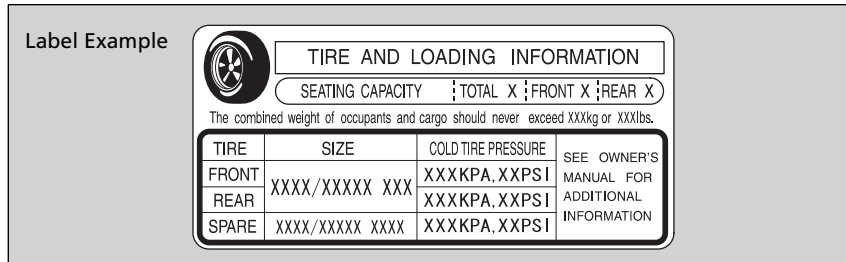 Label Example
TIRE AND LOADING INFORMATION
SEATING CAPACITY TOTAL X FRONT X REAR X
The combined weight of occupants and cargo should never exceed XXXkg or XXXlbs.
TIRE SIZE COLD TIRE PRESSURE
FRONT XXXX/XXXXX XXX XXXKPA,XXPSI
REAR XXXKPA,XXPSI
SPARE XXXX/XXXXX XXXX XXXKPA,XXPSI
SEE OWNER'S
MANUAL FOR
ADDITIONAL
INFORMATION